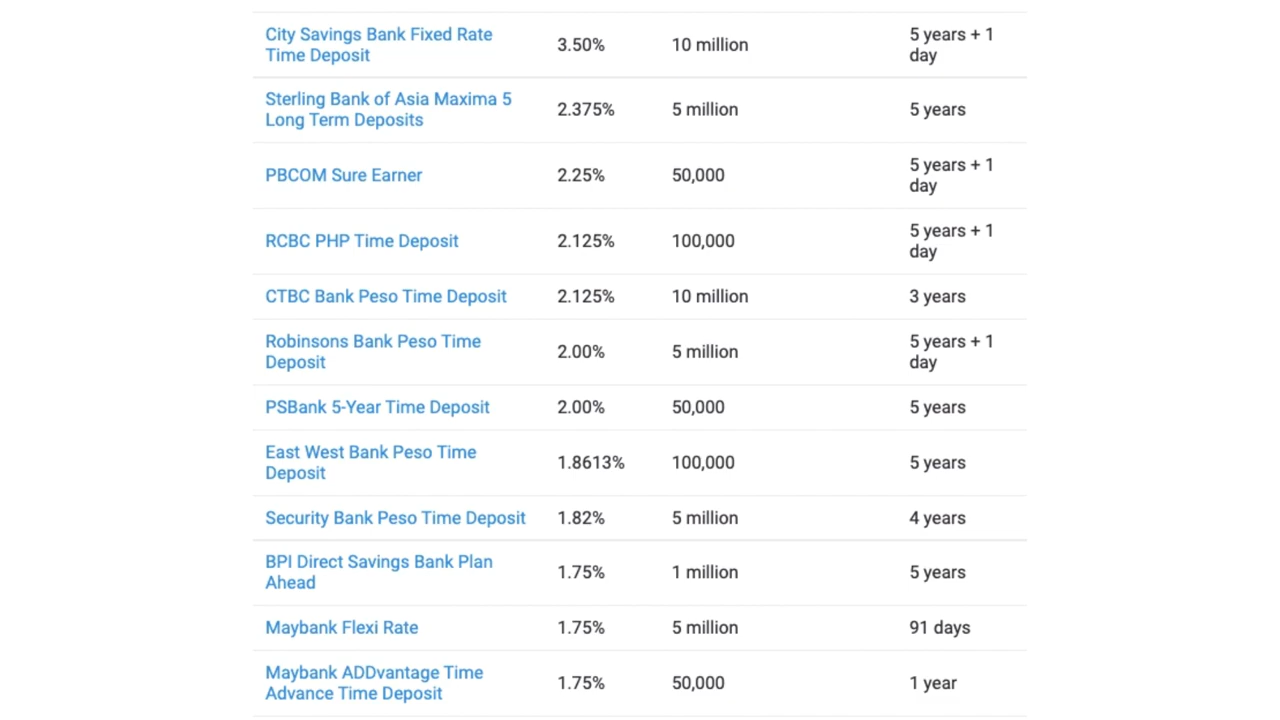 City Savings Bank Fixed Rate
Time Deposit
3.50%
10 million
5 years + 1
day
Sterling Bank of Asia Maxima 5
Long Term Deposits
2.375%
5 million
5 years
PBCOM Sure Earner
2.25%
50,000
5 years + 1
day
RCBC PHP Time Deposit
2.125%
100,000
5 years + 1
day
CTBC Bank Peso Time Deposit
2.125%
10 million
3 years
Robinsons Bank Peso Time
Deposit
2.00%
5 million
5 years + 1
day
PSBank 5-Year Time Deposit
2.00%
50,000
5 years
East West Bank Peso Time
Deposit
1.8613%
100,000
5 years
Security Bank Peso Time Deposit
1.82%
5 million
4 years
BPI Direct Savings Bank Plan
Ahead
1.75%
1 million
5 years
Maybank Flexi Rate
1.75%
5 million
91 days
Maybank ADDvantage Time
Advance Time Deposit
1.75%
50,000
1 year